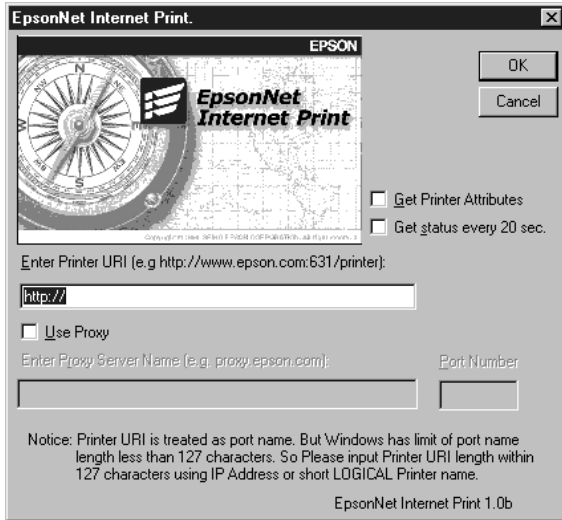 EpsonNet Internet Print.
EPSON
EpsonNet
Internet Print
N
S
OK
Cancel
Get Printer Attributes
Get status every 20 sec.
Enter Printer URI (e.g http://www.epson.com:631/printer):
http://
Use Proxy
Enter Proxy Server Name (e.g. proxy.epson.com):
Port Number
Notice: Printer URI is treated as port name. But Windows has limit of port name
length less than 127 characters. So Please input Printer URI length within
127 characters using IP Address or short LOGICAL Printer name.
EpsonNet Internet Print 1.0b